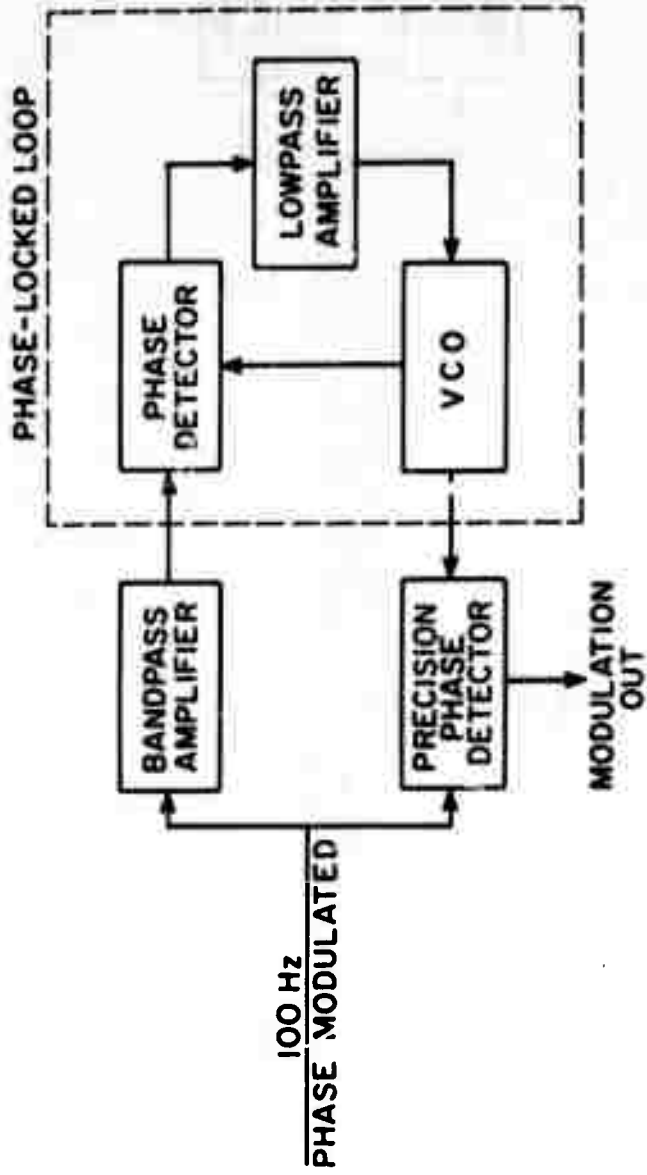 PHASE-LOCKED LOOP
100 Hz
PHASE MODULATED
BANDPASS
AMPLIFIER
PHASE
DETECTOR
LOWPASS
AMPLIFIER
VCO
PRECISION
PHASE
DETECTOR
MODULATION
OUT